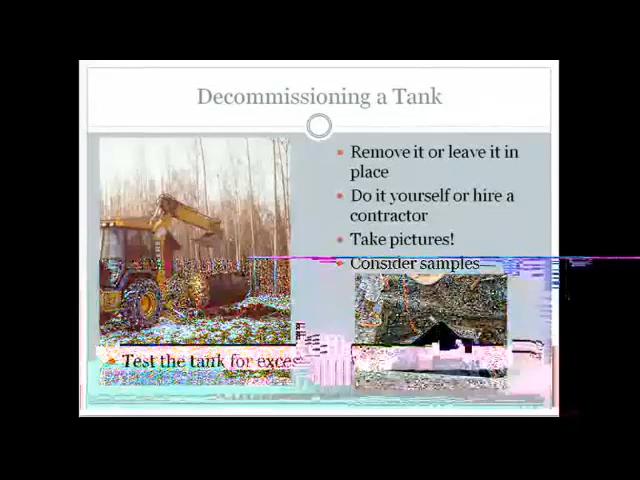 Decommissioning a Tank
Remove it or leave it in
place
Do it yourself or hire a
contractor
Take pictures!
Consider samples
Test the tank for